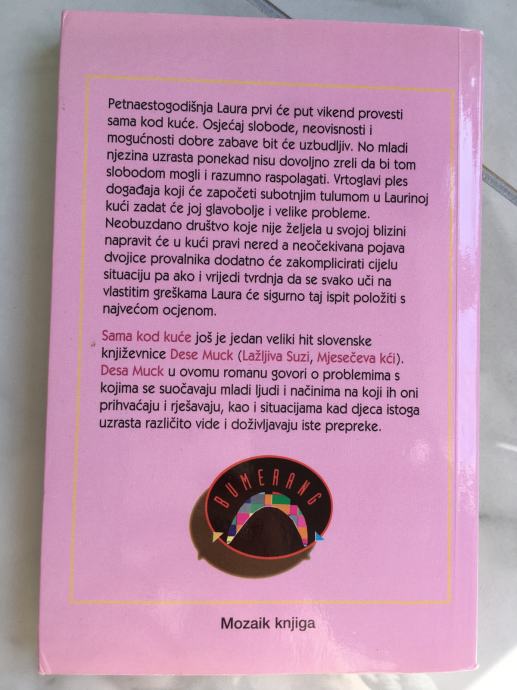 Petnaestogodišnja Laura prvi će put vikend provesti
sama kod kuće. Osjećaj slobode, neovisnosti i
mogućnosti dobre zabave bit će uzbudljiv. No mladi
njezina uzrasta ponekad nisu dovoljno zreli da bi tom
slobodom mogli i razumno raspolagati. Vrtoglavi ples
događaja koji će započeti subotnjim tulumom u Laurinoj
kući zadat će joj glavobolje i velike probleme.
Neobuzdano društvo koje nije željela u svojoj blizini
napravit će u kući pravi nered a neočekivana pojava
dvojice provalnika dodatno će zakomplicirati cijelu
situaciju pa ako i vrijedi tvrdnja da se svako uči na
vlastitim greškama Laura će sigurno taj ispit položiti s
najvećom ocjenom.
Sama kod kuće još je jedan veliki hit slovenske
književnice Dese Muck (Lažljiva Suzi, Mjesečeva kći).
Desa Muck u ovomu romanu govori o problemima s
kojima se suočavaju mladi ljudi i načinima na koji ih oni
prihvaćaju i rješavaju, kao i situacijama kad djeca istoga
uzrasta različito vide i doživljavaju iste prepreke.
BUMERANG
Mozaik knjiga